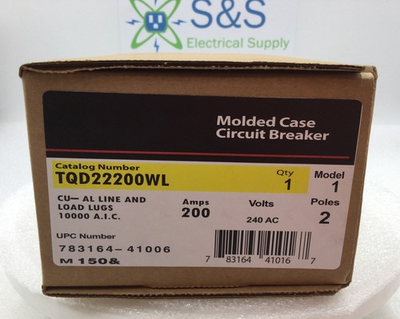 S&S
Electrical Supply
Molded Case
Circuit Breaker
Catalog Number
TQD22200WL
Qty
1
Model
1
CU— AL LINE AND
LOAD LUGS
10000 A.I.C.
Amps
200
Volts
240 AC
Poles
2
UPC Number
783164-41006
7 83164 41016 7
M 150&